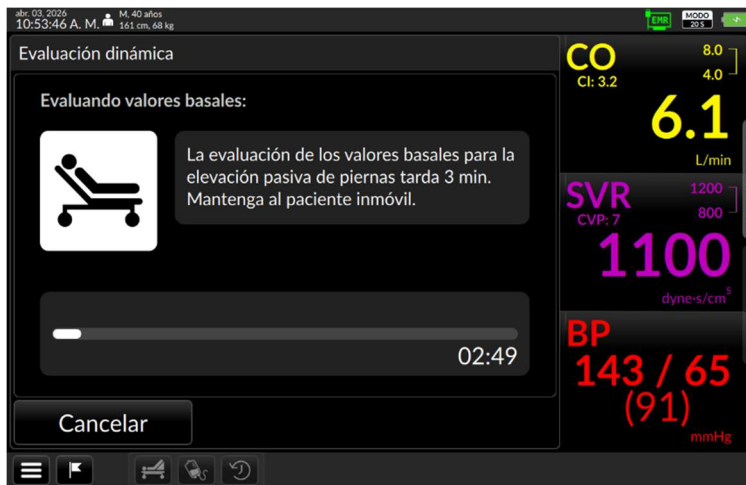 abr. 03, 2026
10:53:46 A. M.
M, 40 años
161 cm, 68 kg
EMR
MODO
20 S
Evaluación dinámica
Evaluando valores basales:
La evaluación de los valores basales para la
elevación pasiva de piernas tarda 3 min.
Mantenga al paciente inmóvil.
02:49
Cancelar
CO
CI: 3.2
8.0
4.0
6.1
L/min
SVR
CVP: 7
1200
800
1100
dyne·s/cm⁵
BP
143 / 65
(91)
mmHg